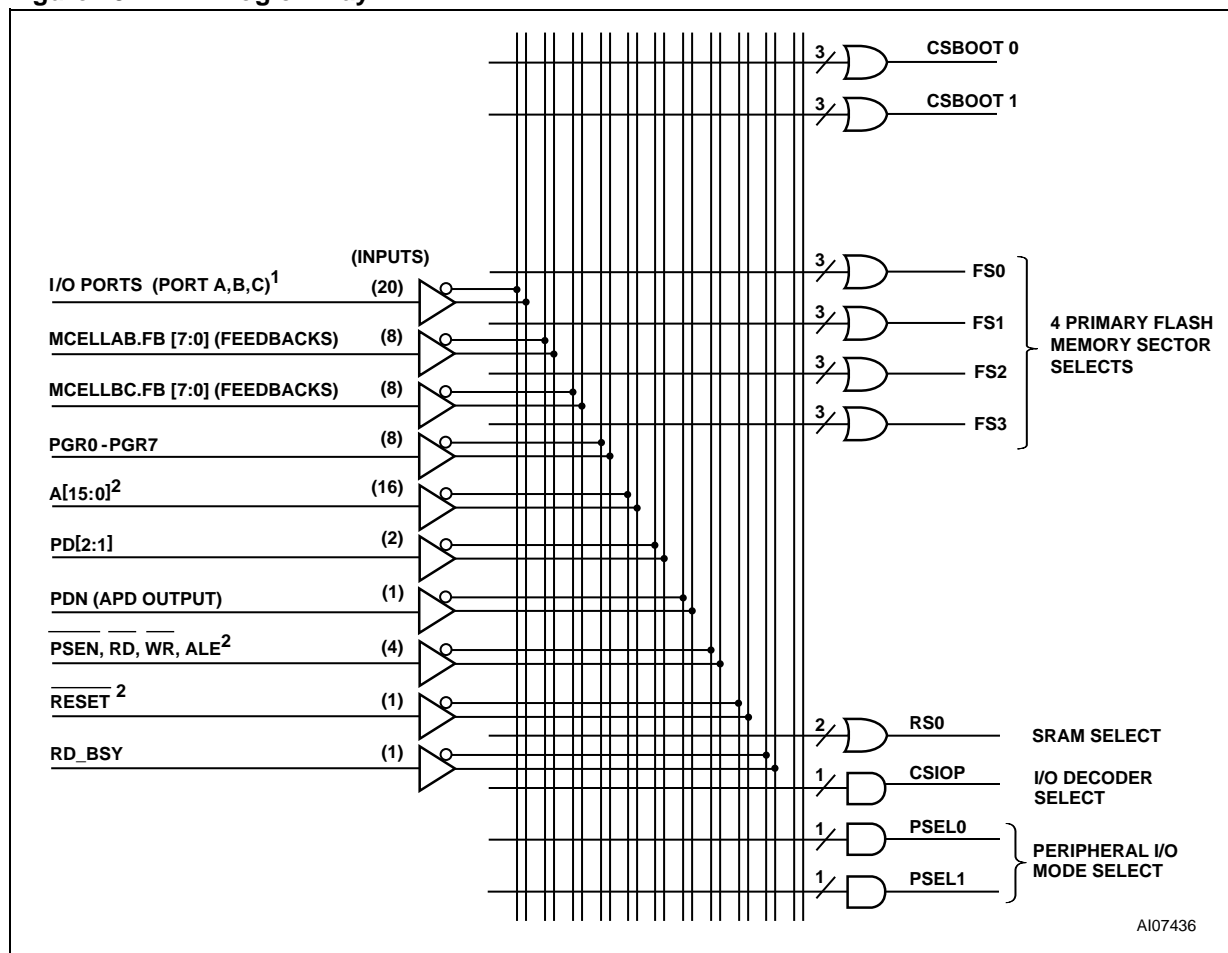 3 CSBOOT 0
3 CSBOOT 1
(INPUTS)
I/O PORTS (PORT A,B,C)1 (20)
MCELLAB.FB [7:0] (FEEDBACKS) (8)
MCELLBC.FB [7:0] (FEEDBACKS) (8)
PGR0 -PGR7 (8)
A[15:0]2 (16)
PD[2:1] (2)
PDN (APD OUTPUT) (1)
PSEN, RD, WR, ALE2 (4)
RESET 2 (1)
RD_BSY (1)
3 FS0
3 FS1
3 FS2
3 FS3
4 PRIMARY FLASH
MEMORY SECTOR
SELECTS
2 RS0 SRAM SELECT
1 CSIOP I/O DECODER
SELECT
1 PSEL0
1 PSEL1
PERIPHERAL I/O
MODE SELECT
AI07436